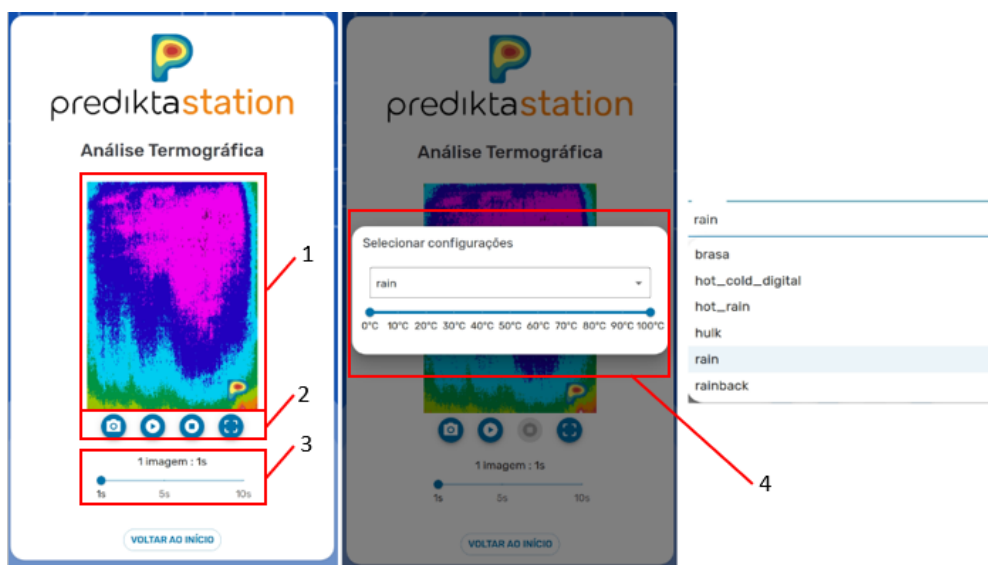 prediktastation
Análise Termográfica
1
2
3
1 imagem : 1s
1s 5s 10s
VOLTAR AO INÍCIO
prediktastation
Análise Termográfica
Selecionar configurações
rain
0°C 10°C 20°C 30°C 40°C 50°C 60°C 70°C 80°C 90°C 100°C
1 imagem : 1s
1s 5s 10s
VOLTAR AO INÍCIO
4
rain
brasa
hot_cold_digital
hot_rain
hulk
rain
rainback